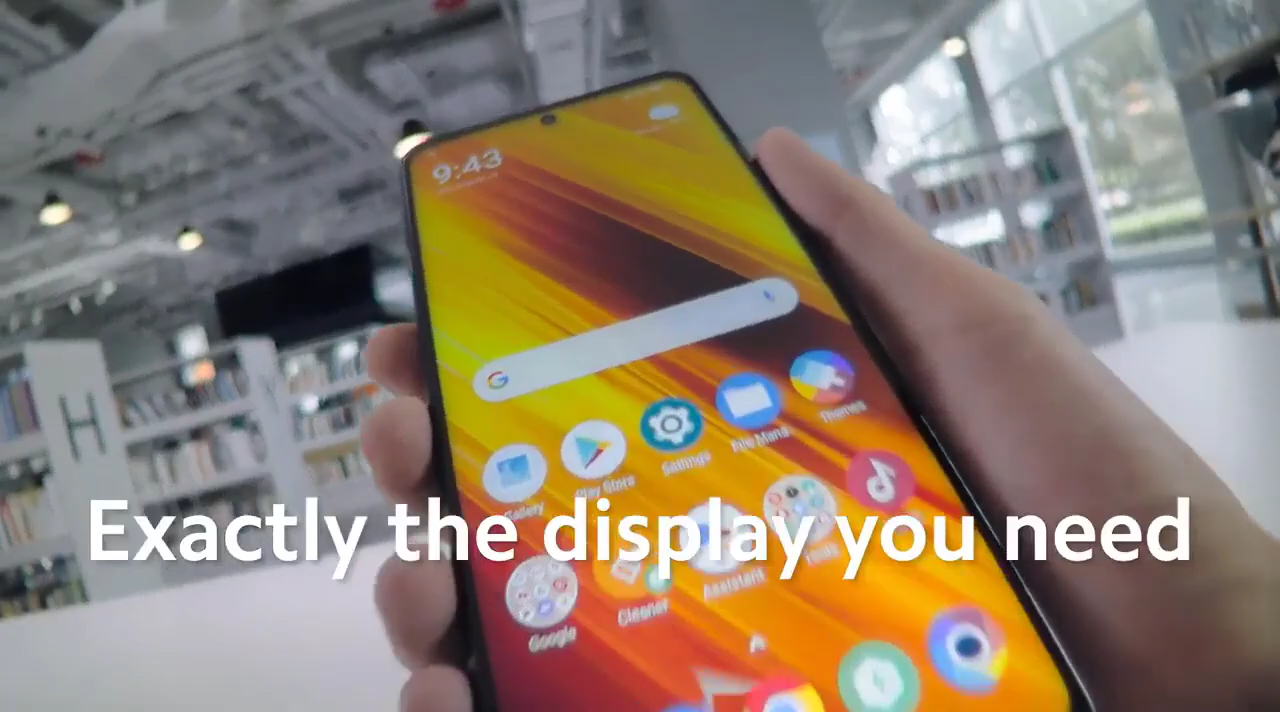 9:43
G
Themes
File Mana
Settings
Play Store
Gallery
H
Exactly the display you need
Tools
Assistant
Cleaner
Google